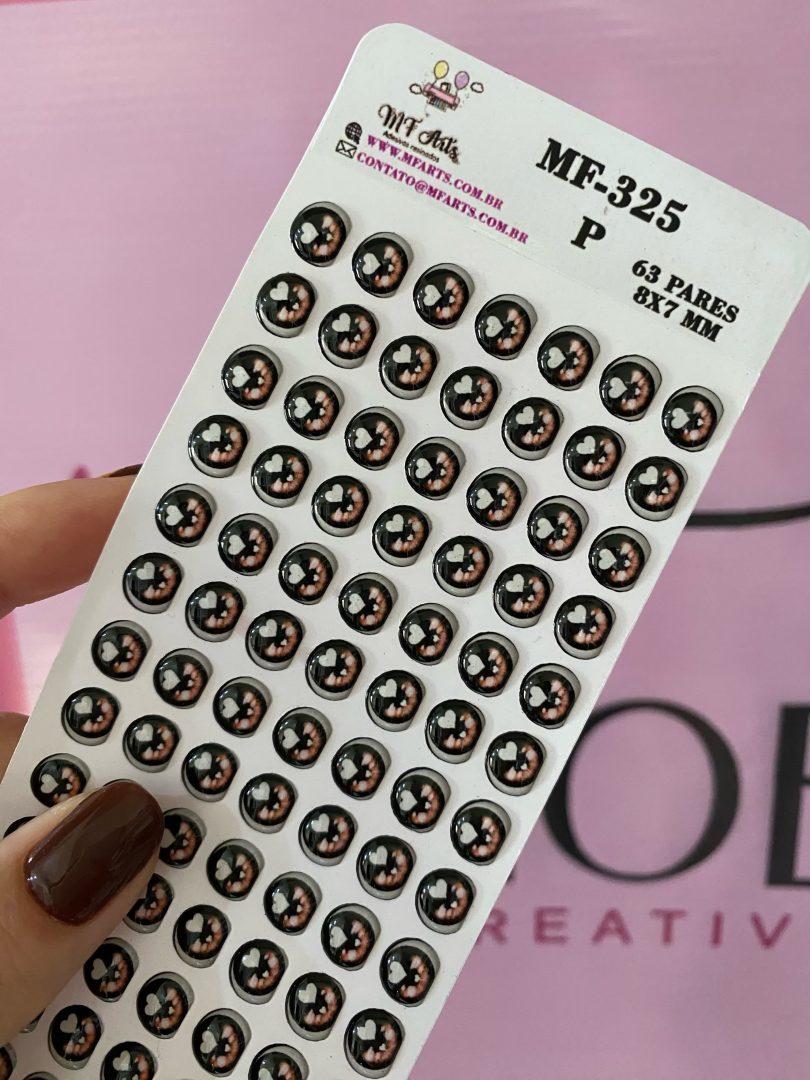 MF Arts
Adesivos resinados
WWW.MFARTS.COM.BR
CONTATO@MFARTS.COM.BR
MF-325
P
63 PARES
8X7 MM
OE
REATIV